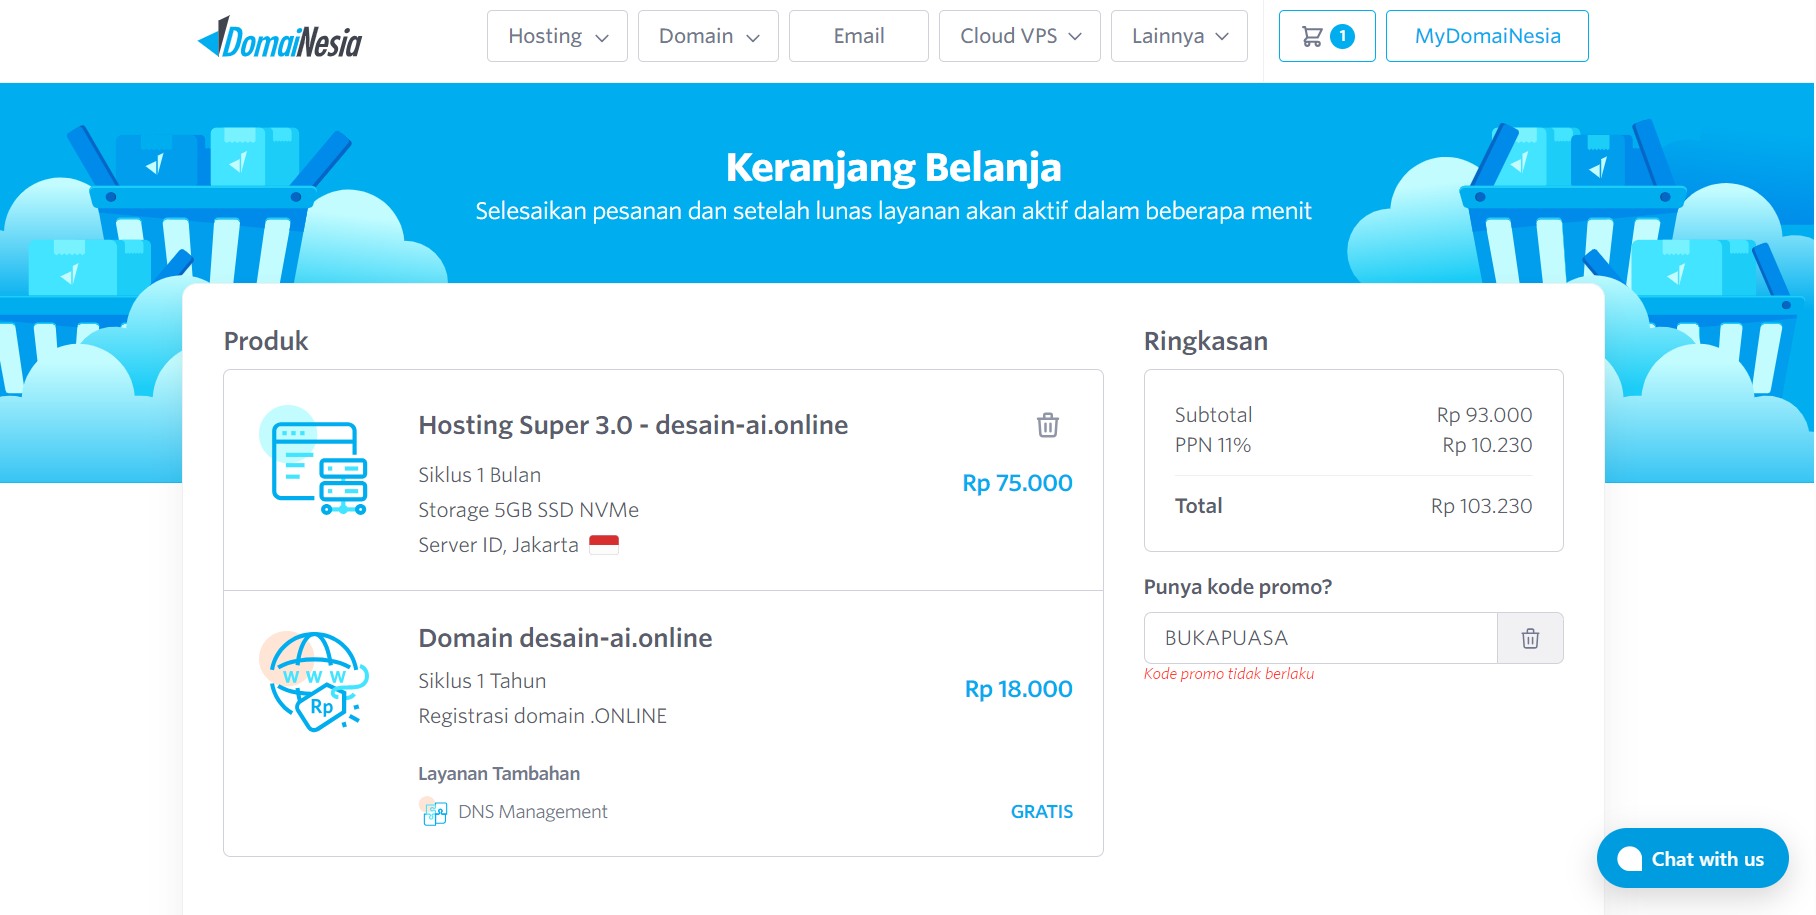 DomaiNesia
Hosting
Domain
Email
Cloud VPS
Lainnya
1
MyDomaiNesia
Keranjang Belanja
Selesaikan pesanan dan setelah lunas layanan akan aktif dalam beberapa menit
Produk
Hosting Super 3.0 - desain-ai.online
Siklus 1 Bulan
Rp 75.000
Storage 5GB SSD NVMe
Server ID, Jakarta
WWW
Rp
Domain desain-ai.online
Siklus 1 Tahun
Rp 18.000
Registrasi domain .ONLINE
Layanan Tambahan
DNS Management
GRATIS
Ringkasan
Subtotal Rp 93.000
PPN 11% Rp 10.230
Total Rp 103.230
Punya kode promo?
BUKAPUASA
Kode promo tidak berlaku
Chat with us